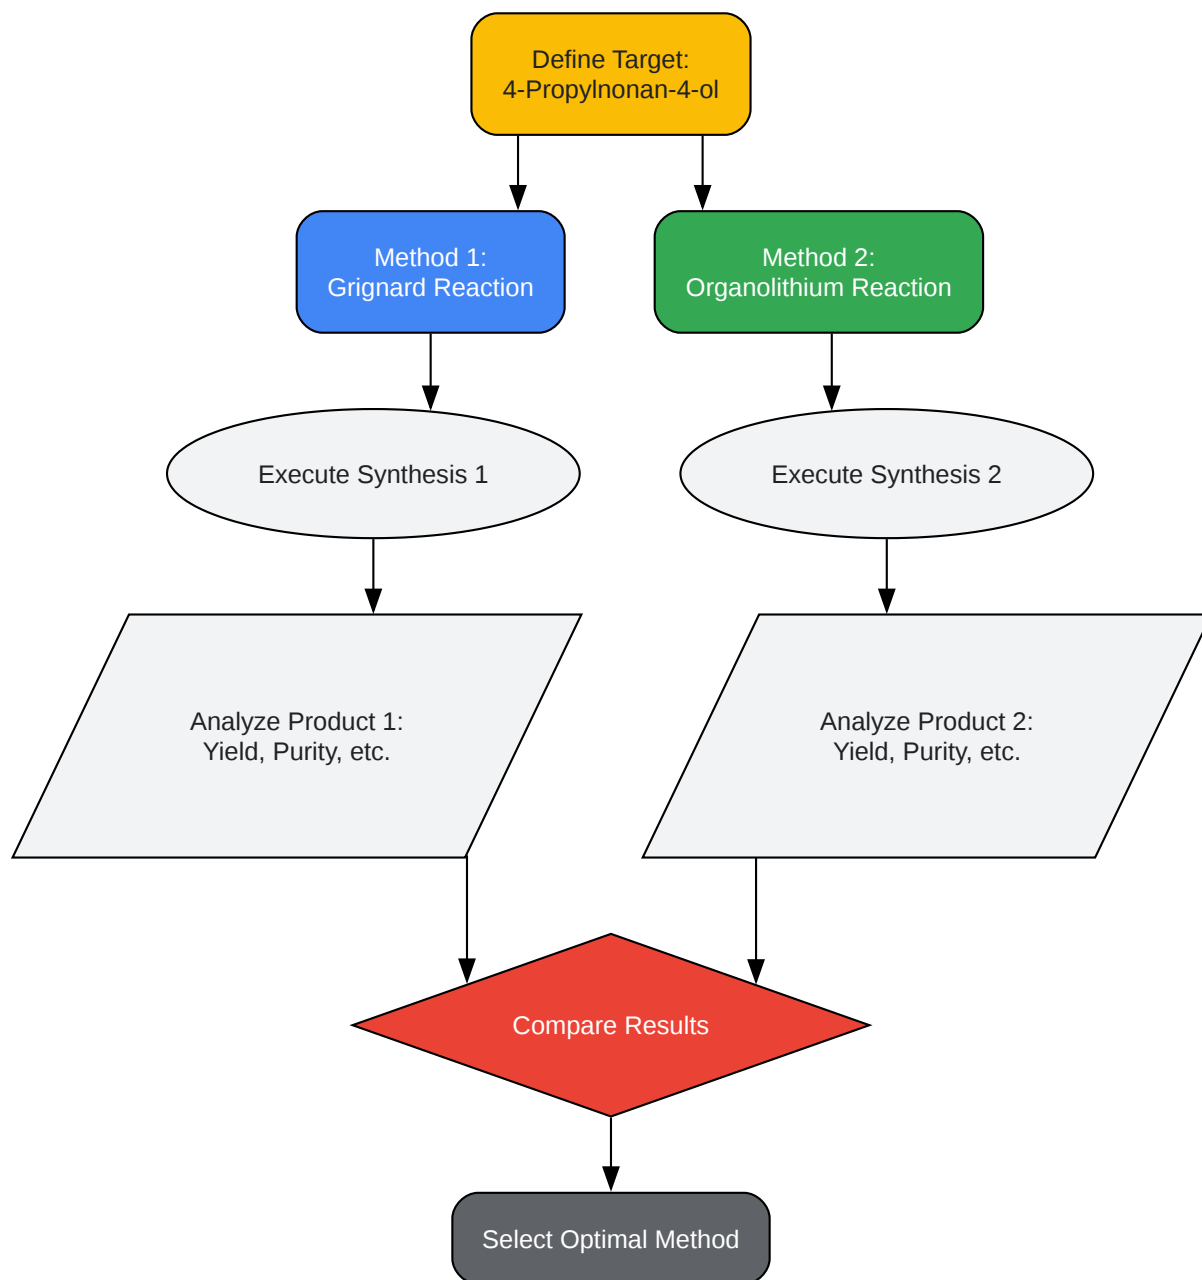 Define Target:
4-Propylnonan-4-ol
Method 1:
Grignard Reaction
Method 2:
Organolithium Reaction
Execute Synthesis 1
Execute Synthesis 2
Analyze Product 1:
Yield, Purity, etc.
Analyze Product 2:
Yield, Purity, etc.
Compare Results
Select Optimal Method